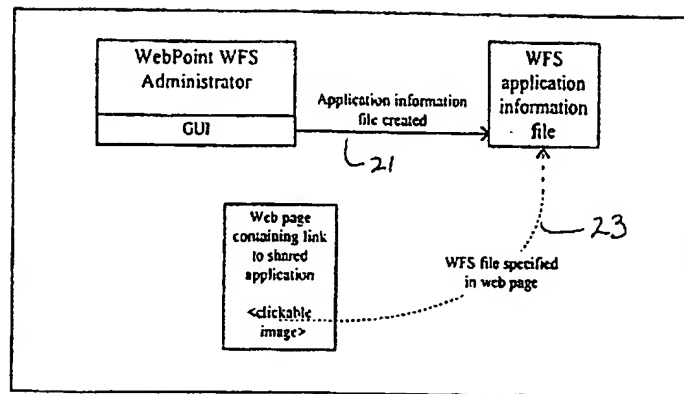 WebPoint WFS
Administrator
GUI
Application information
file created
21
WFS
application
information
file
23
Web page
containing link
to shared
application
<clickable
image>
WFS file specified
in web page